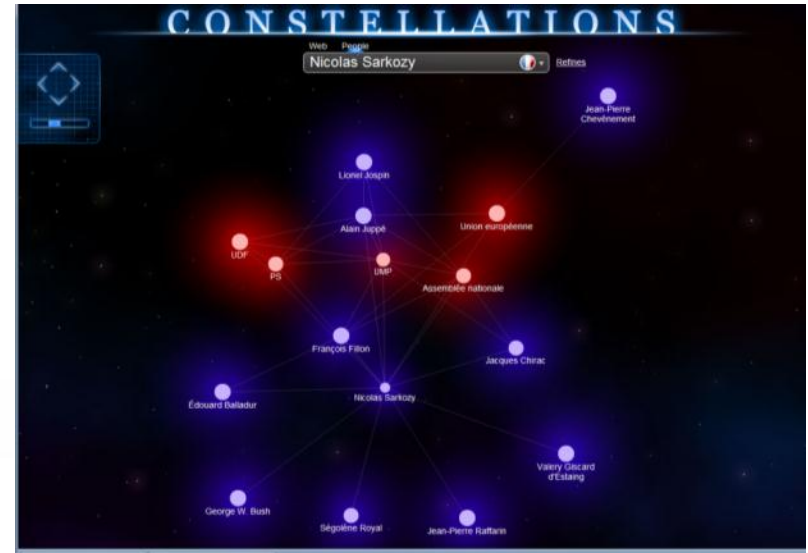 CONSTELLATIONS
Web People
Nicolas Sarkozy
Refines
Jean-Pierre
Chevènement
Lionel Jospin
Alain Juppé
Union européenne
UDF
PS
UMP
Assemblée nationale
François Fillon
Jacques Chirac
Nicolas Sarkozy
Édouard Balladur
Valery Giscard
d'Estaing
George W. Bush
Ségolène Royal
Jean-Pierre Raffarin